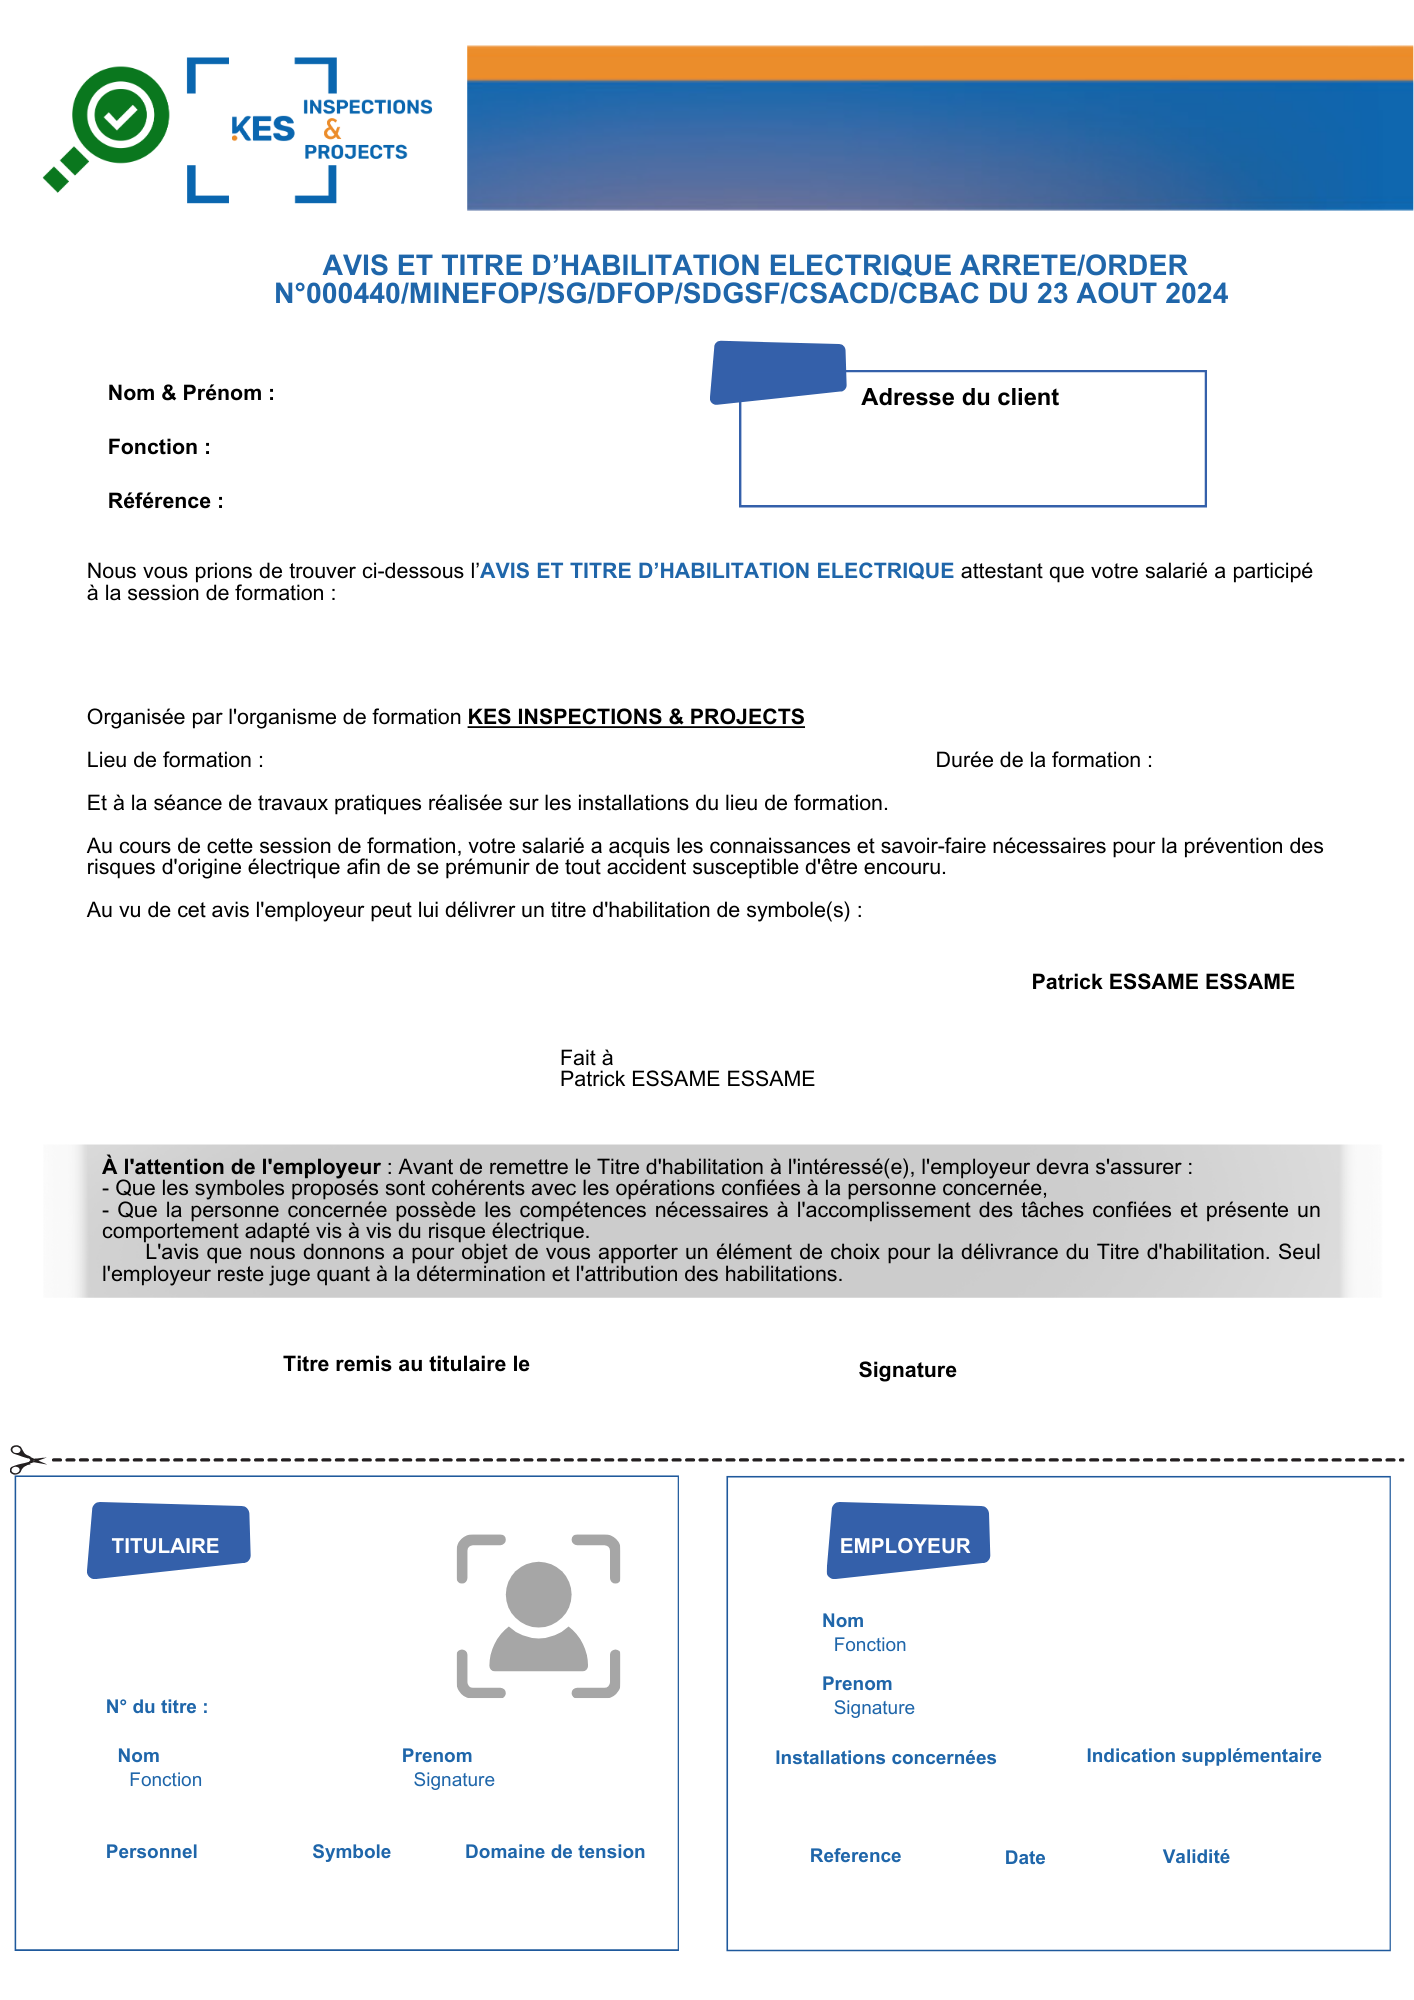 KES INSPECTIONS
&
PROJECTS
AVIS ET TITRE D’HABILITATION ELECTRIQUE ARRETE/ORDER
N°000440/MINEFOP/SG/DFOP/SDGSF/CSACD/CBAC DU 23 AOUT 2024
Nom & Prénom :
Adresse du client
Fonction :
Référence :
Nous vous prions de trouver ci-dessous l’AVIS ET TITRE D’HABILITATION ELECTRIQUE attestant que votre salarié a participé
à la session de formation :
Organisée par l'organisme de formation KES INSPECTIONS & PROJECTS
Lieu de formation : Durée de la formation :
Et à la séance de travaux pratiques réalisée sur les installations du lieu de formation.
Au cours de cette session de formation, votre salarié a acquis les connaissances et savoir-faire nécessaires pour la prévention des
risques d'origine électrique afin de se prémunir de tout accident susceptible d'être encouru.
Au vu de cet avis l'employeur peut lui délivrer un titre d'habilitation de symbole(s) :
Patrick ESSAME ESSAME
Fait à
Patrick ESSAME ESSAME
À l'attention de l'employeur : Avant de remettre le Titre d'habilitation à l'intéressé(e), l'employeur devra s'assurer :
- Que les symboles proposés sont cohérents avec les opérations confiées à la personne concernée,
- Que la personne concernée possède les compétences nécessaires à l'accomplissement des tâches confiées et présente un
comportement adapté vis à vis du risque électrique.
L'avis que nous donnons a pour objet de vous apporter un élément de choix pour la délivrance du Titre d'habilitation. Seul
l'employeur reste juge quant à la détermination et l'attribution des habilitations.
Titre remis au titulaire le
Signature
TITULAIRE
N° du titre :
Nom Prenom
Fonction Signature
Personnel Symbole Domaine de tension
EMPLOYEUR
Nom
Fonction
Prenom
Signature
Installations concernées Indication supplémentaire
Reference Date Validité